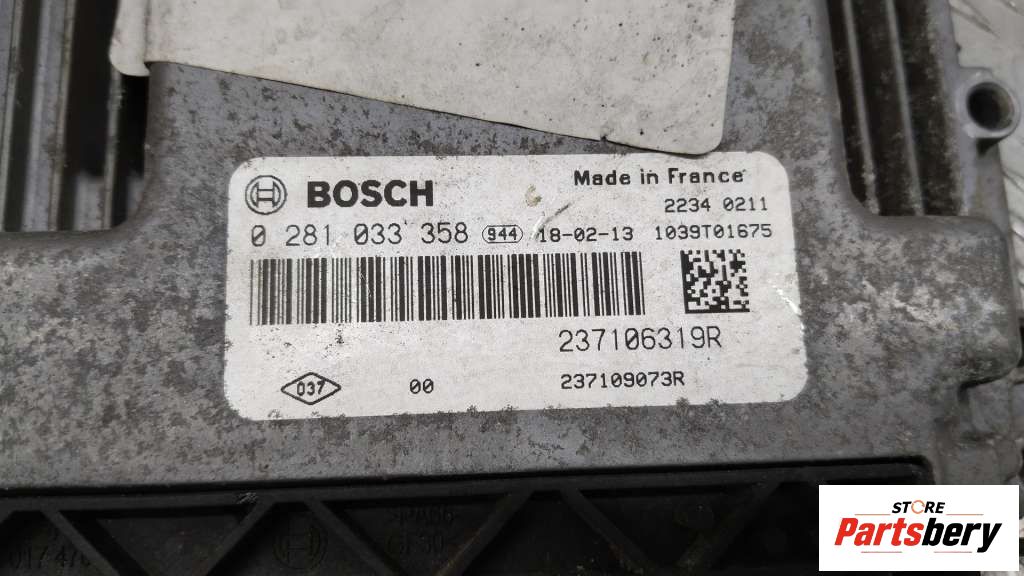 BOSCH
Made in France
2234 0211
0 281 033 358 944 18-02-13 1039T01675
237106319R
037 00 237109073R
STORE
Partsbery